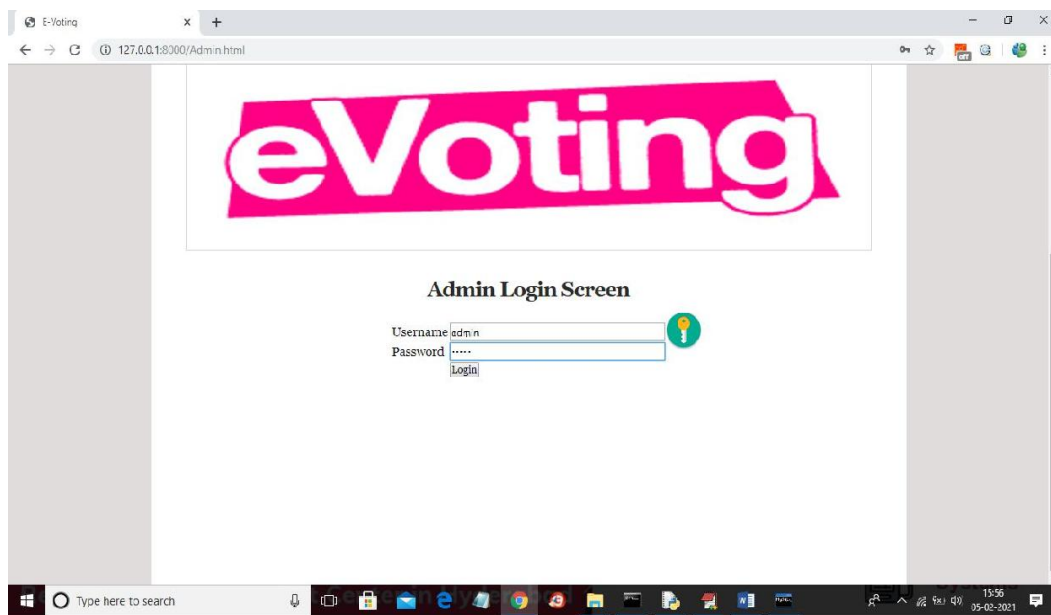 E-Voting
127.0.0.1:8000/Admin.html
OFF
eVoting
Admin Login Screen
Username admin
Password •••••
Login
Type here to search
15:56
05-02-2021